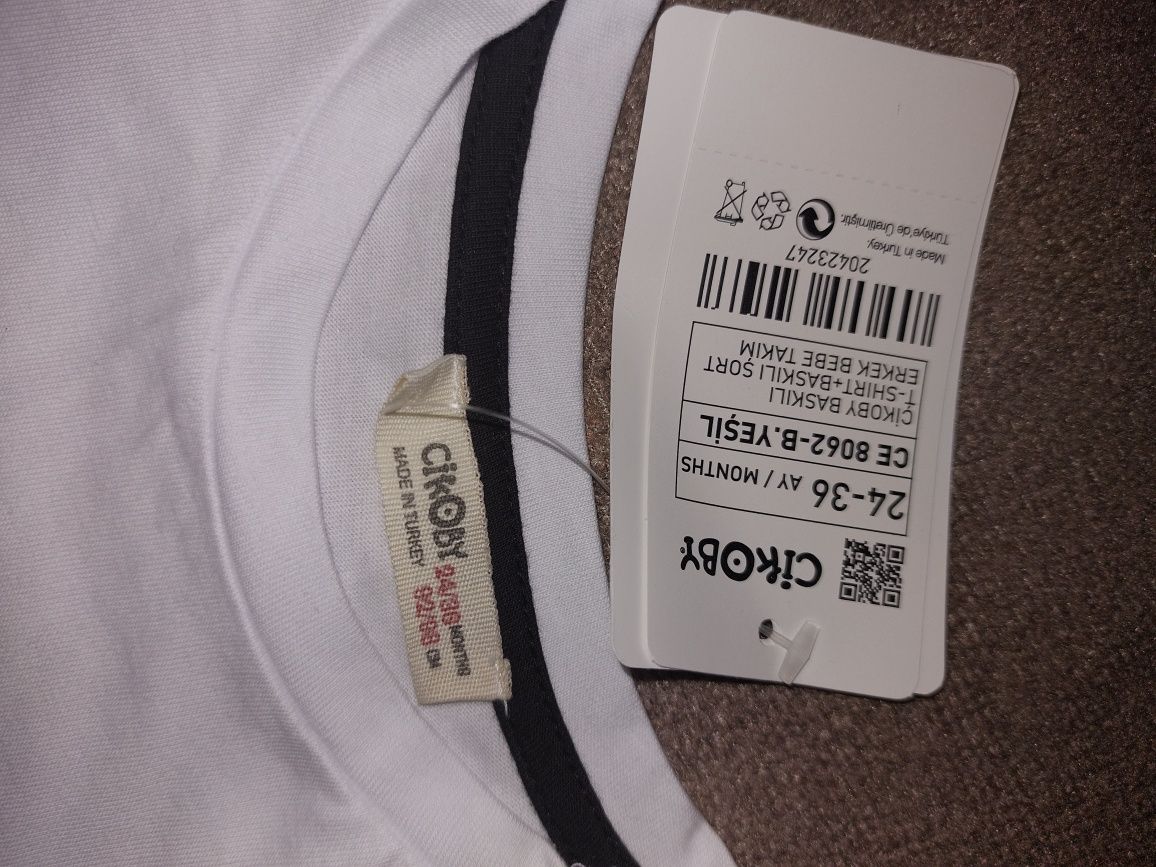 CİKOBY
24-36 AY / MONTHS
CE 8062-B.YEŞİL
ÇİKOBY BASKILI
T-SHIRT+BASKILI ŞORT
ERKEK BEBE TAKIM
20423247
Made in Turkey.
Türkiye'de Üretilmiştir.
CİKOBY
MADE IN TURKEY
24/36 MONTHS
92/98 CM